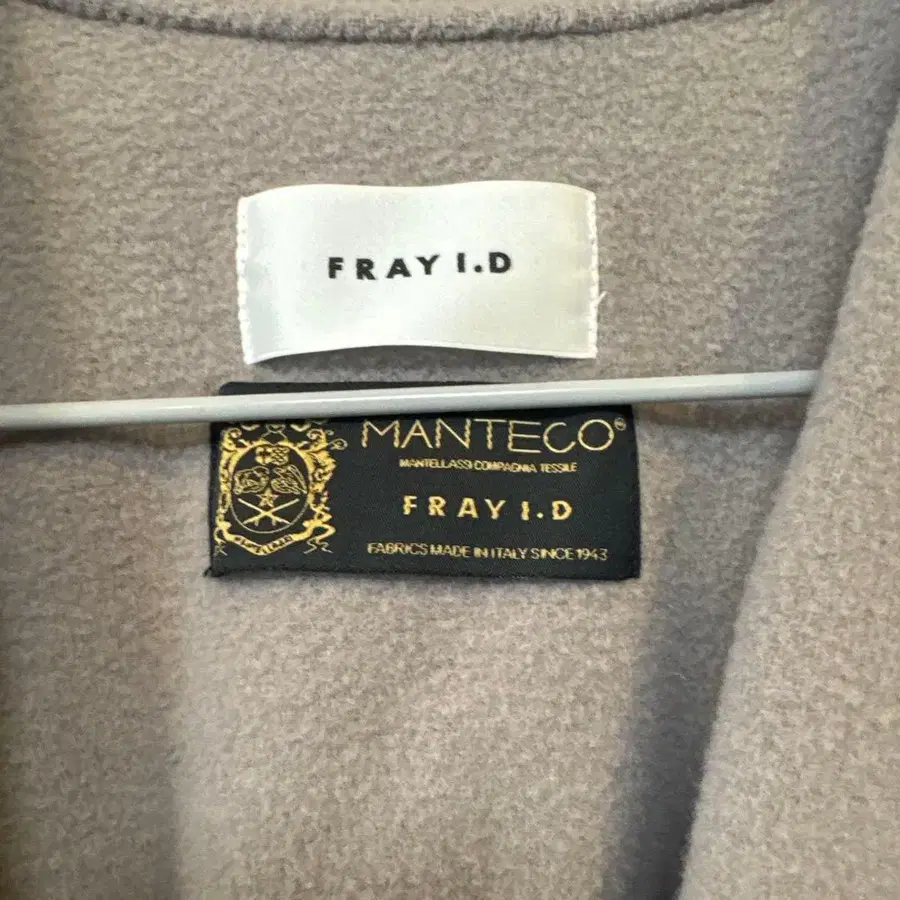 FRAY I.D
MANTECO®
MANTELLASSI COMPAGNIA TESSILE
FRAY I.D
FABRICS MADE IN ITALY SINCE 1943